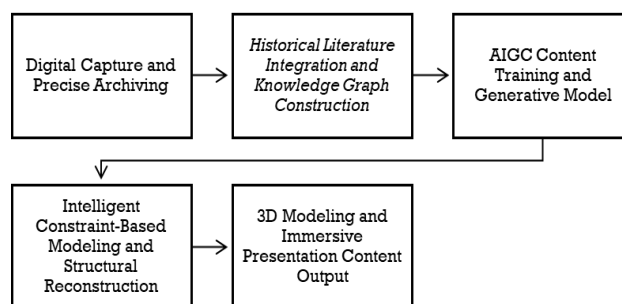 Digital Capture and
Precise Archiving
Historical Literature
Integration and
Knowledge Graph
Construction
AIGC Content
Training and
Generative Model
Intelligent
Constraint-Based
Modeling and
Structural
Reconstruction
3D Modeling and
Immersive
Presentation Content
Output